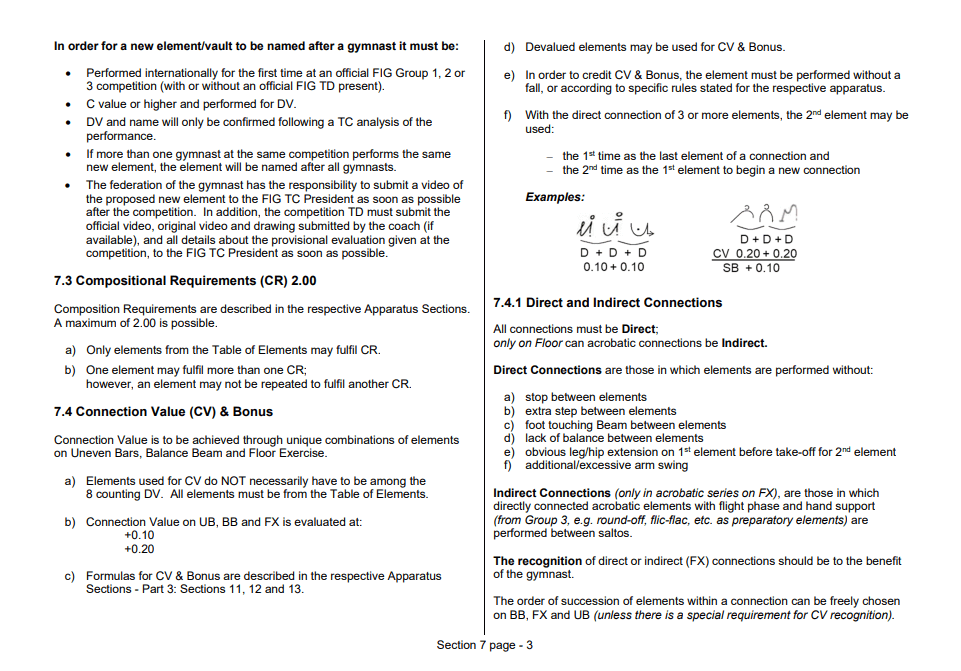 In order for a new element/vault to be named after a gymnast it must be:
• Performed internationally for the first time at an official FIG Group 1, 2 or
3 competition (with or without an official FIG TD present).
• C value or higher and performed for DV.
• DV and name will only be confirmed following a TC analysis of the
performance.
• If more than one gymnast at the same competition performs the same
new element, the element will be named after all gymnasts.
• The federation of the gymnast has the responsibility to submit a video of
the proposed new element to the FIG TC President as soon as possible
after the competition. In addition, the competition TD must submit the
official video, original video and drawing submitted by the coach (if
available), and all details about the provisional evaluation given at the
competition, to the FIG TC President as soon as possible.
7.3 Compositional Requirements (CR) 2.00
Composition Requirements are described in the respective Apparatus Sections.
A maximum of 2.00 is possible.
a) Only elements from the Table of Elements may fulfil CR.
b) One element may fulfil more than one CR;
however, an element may not be repeated to fulfil another CR.
7.4 Connection Value (CV) & Bonus
Connection Value is to be achieved through unique combinations of elements
on Uneven Bars, Balance Beam and Floor Exercise.
a) Elements used for CV do NOT necessarily have to be among the
8 counting DV. All elements must be from the Table of Elements.
b) Connection Value on UB, BB and FX is evaluated at:
+0.10
+0.20
c) Formulas for CV & Bonus are described in the respective Apparatus
Sections - Part 3: Sections 11, 12 and 13.
d) Devalued elements may be used for CV & Bonus.
e) In order to credit CV & Bonus, the element must be performed without a
fall, or according to specific rules stated for the respective apparatus.
f) With the direct connection of 3 or more elements, the 2nd element may be
used:
– the 1st time as the last element of a connection and
– the 2nd time as the 1st element to begin a new connection
Examples:
D + D + D
0.10 + 0.10
D + D + D
CV 0.20 + 0.20
SB + 0.10
7.4.1 Direct and Indirect Connections
All connections must be Direct;
only on Floor can acrobatic connections be Indirect.
Direct Connections are those in which elements are performed without:
a) stop between elements
b) extra step between elements
c) foot touching Beam between elements
d) lack of balance between elements
e) obvious leg/hip extension on 1st element before take-off for 2nd element
f) additional/excessive arm swing
Indirect Connections (only in acrobatic series on FX), are those in which
directly connected acrobatic elements with flight phase and hand support
(from Group 3, e.g. round-off, flic-flac, etc. as preparatory elements) are
performed between saltos.
The recognition of direct or indirect (FX) connections should be to the benefit
of the gymnast.
The order of succession of elements within a connection can be freely chosen
on BB, FX and UB (unless there is a special requirement for CV recognition).
Section 7 page - 3